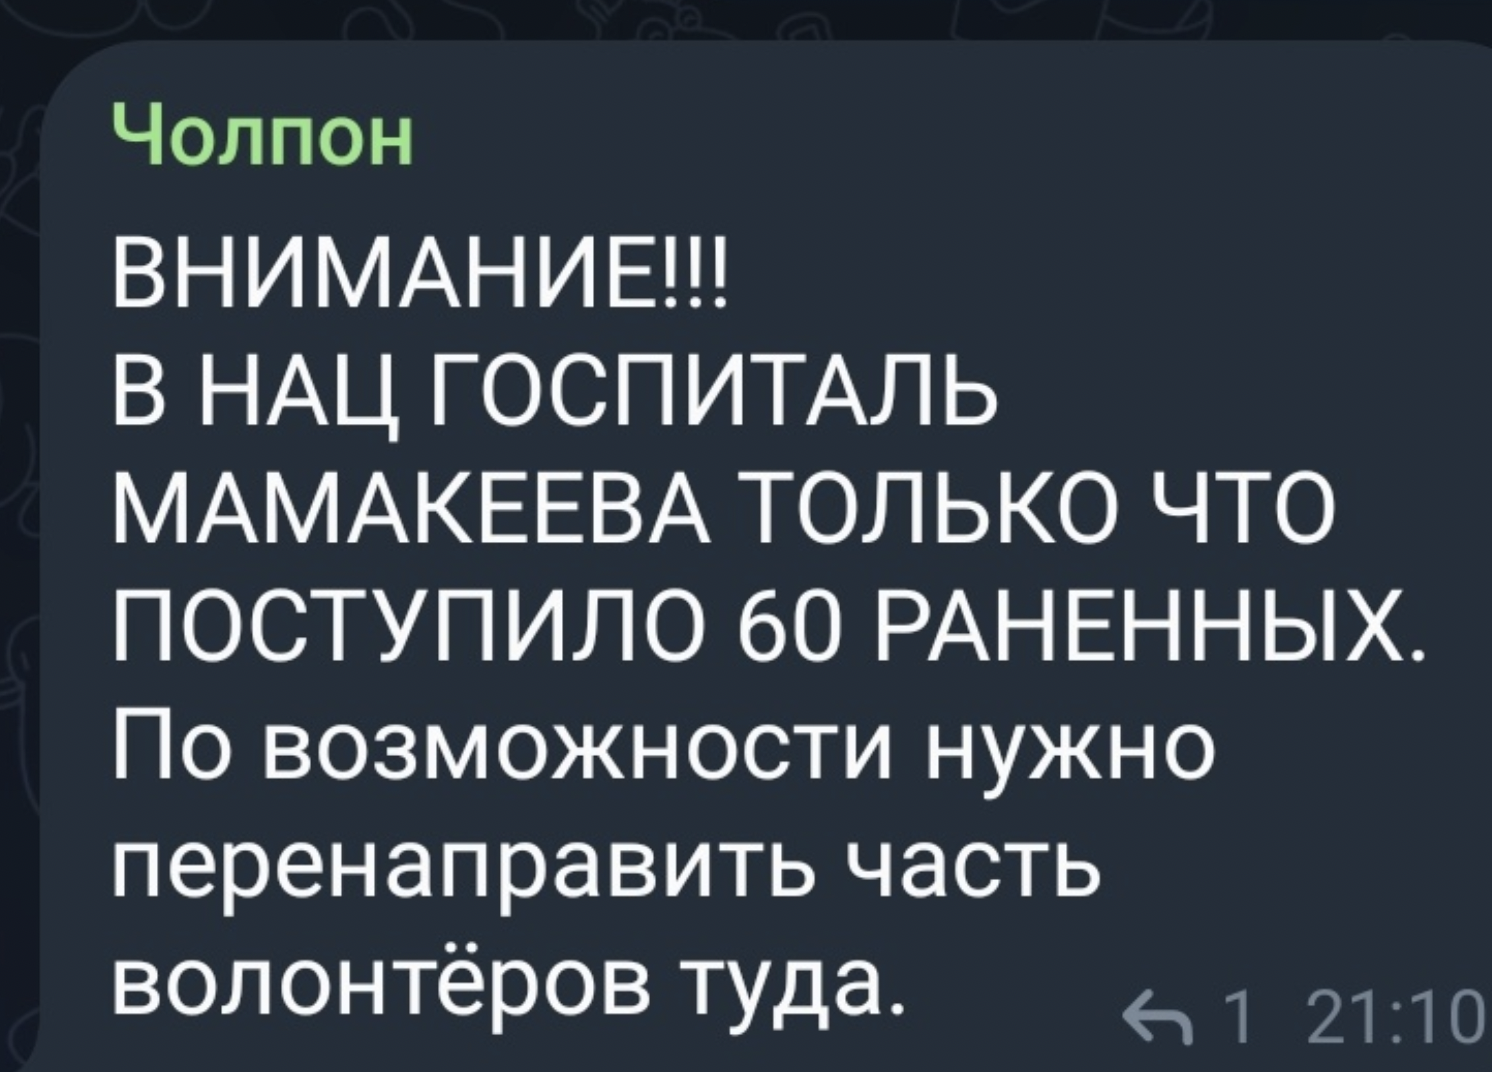 Чолпон
ВНИМАНИЕ!!!
В НАЦ ГОСПИТАЛЬ
МАМАКЕЕВА ТОЛЬКО ЧТО
ПОСТУПИЛО 60 РАНЕННЫХ.
По возможности нужно
перенаправить часть
волонтёров туда.
1 21:10